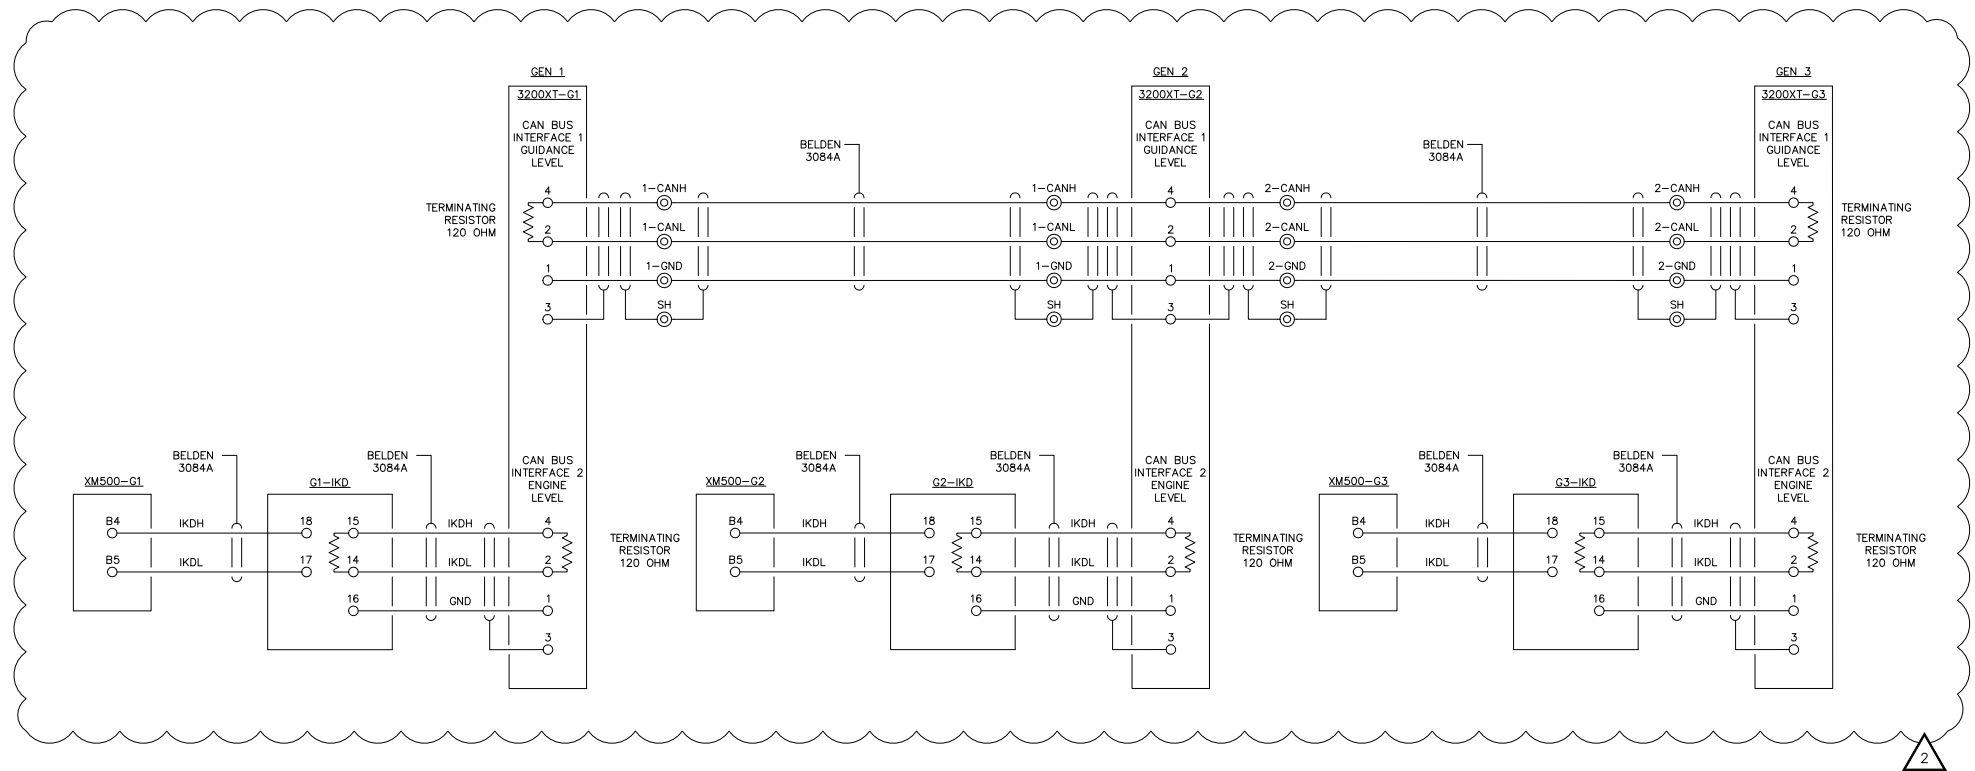 GEN 1
3200XT-G1
CAN BUS
INTERFACE 1
GUIDANCE
LEVEL
TERMINATING
RESISTOR
120 OHM
4
2
1
3
1-CANH
1-CANL
1-GND
SH
BELDEN
3084A
1-CANH
1-CANL
1-GND
SH
GEN 2
3200XT-G2
CAN BUS
INTERFACE 1
GUIDANCE
LEVEL
4
2
1
3
2-CANH
2-CANL
2-GND
SH
BELDEN
3084A
2-CANH
2-CANL
2-GND
SH
GEN 3
3200XT-G3
CAN BUS
INTERFACE 1
GUIDANCE
LEVEL
4
2
1
3
TERMINATING
RESISTOR
120 OHM
XM500-G1
B4
B5
BELDEN
3084A
IKDH
IKDL
G1-IKD
18
17
15
14
16
BELDEN
3084A
IKDH
IKDL
GND
CAN BUS
INTERFACE 2
ENGINE
LEVEL
4
2
1
3
TERMINATING
RESISTOR
120 OHM
XM500-G2
B4
B5
BELDEN
3084A
IKDH
IKDL
G2-IKD
18
17
15
14
16
BELDEN
3084A
IKDH
IKDL
GND
CAN BUS
INTERFACE 2
ENGINE
LEVEL
4
2
1
3
TERMINATING
RESISTOR
120 OHM
XM500-G3
B4
B5
BELDEN
3084A
IKDH
IKDL
G3-IKD
18
17
15
14
16
BELDEN
3084A
IKDH
IKDL
GND
CAN BUS
INTERFACE 2
ENGINE
LEVEL
4
2
1
3
TERMINATING
RESISTOR
120 OHM
2